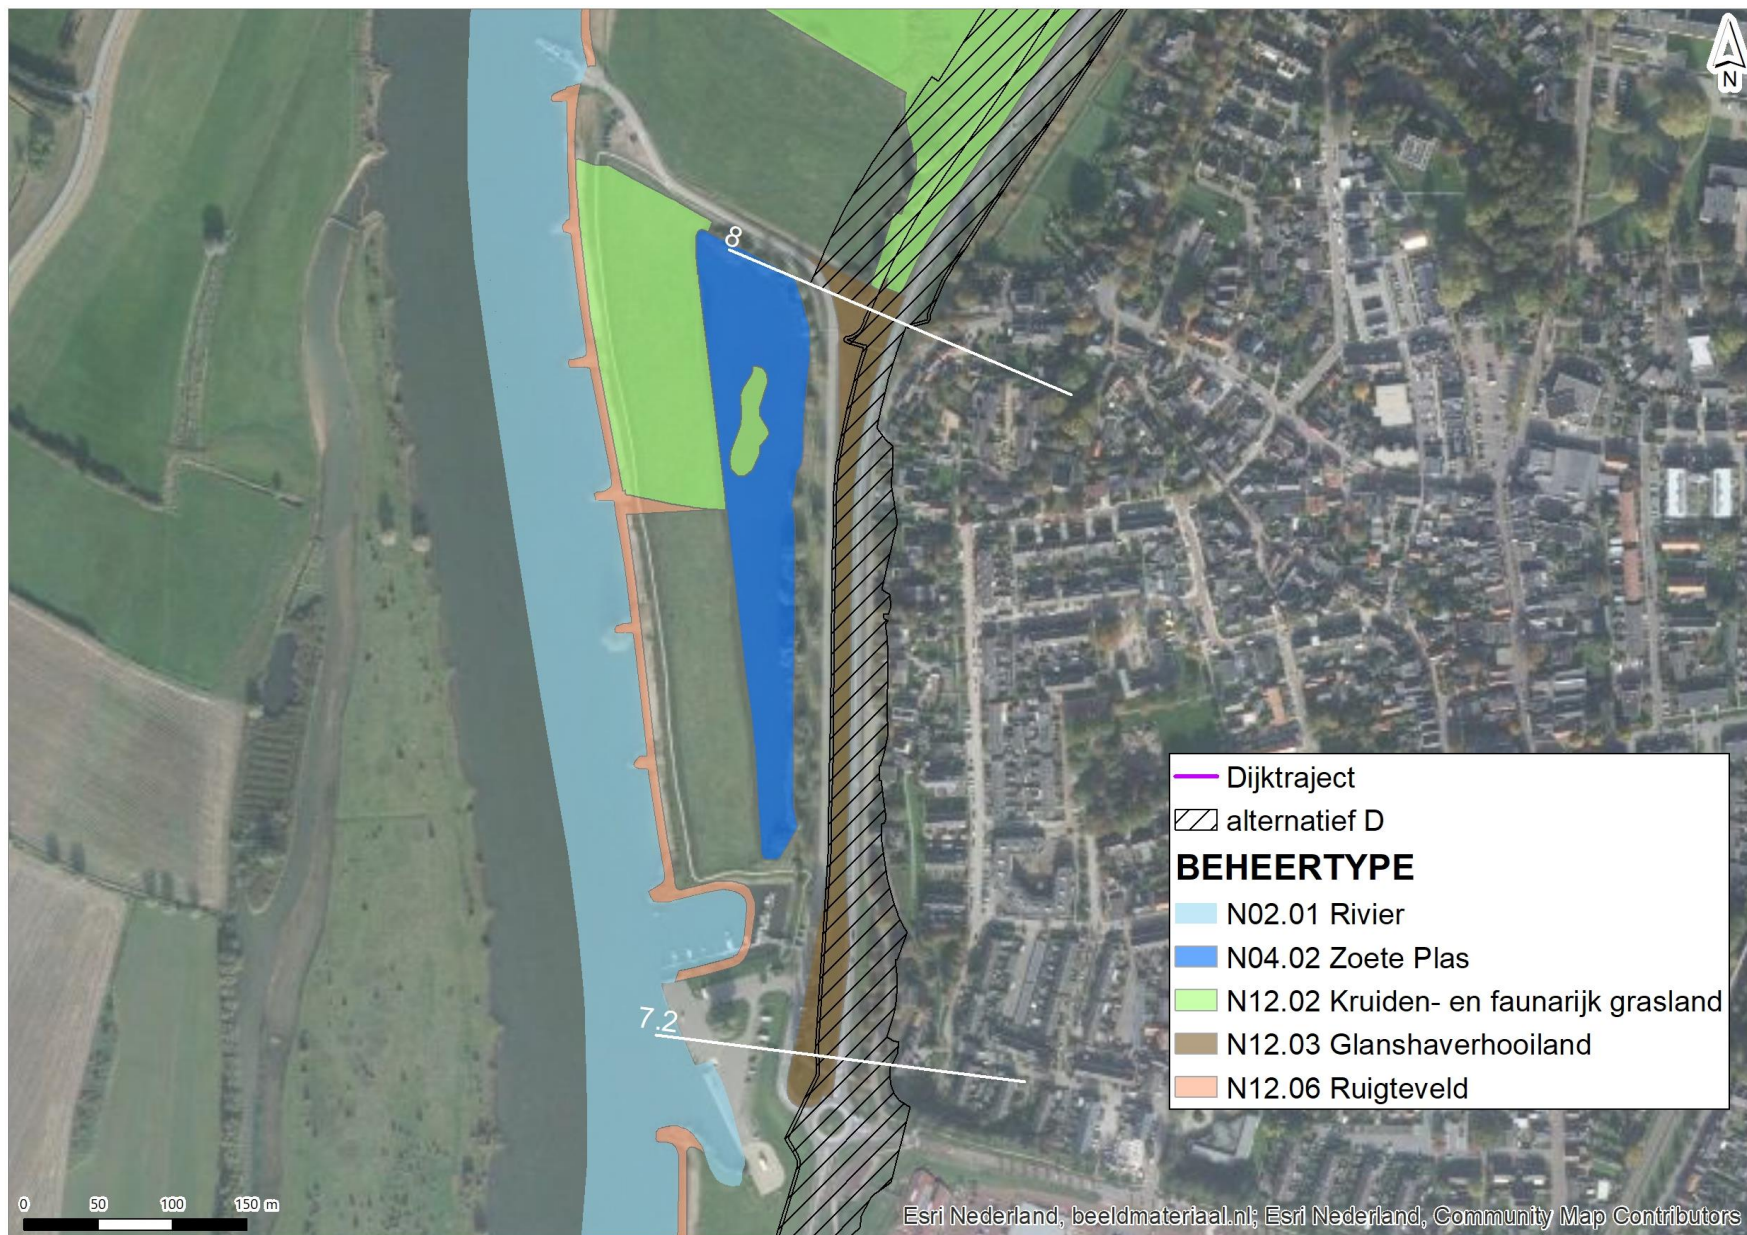 N
8
7.2
Dijktraject
alternatief D
BEHEERTYPE
N02.01 Rivier
N04.02 Zoete Plas
N12.02 Kruiden- en faunarijk grasland
N12.03 Glanshaverhooiland
N12.06 Ruigteveld
0 50 100 150 m
Esri Nederland, beeldmateriaal.nl; Esri Nederland, Community Map Contributors